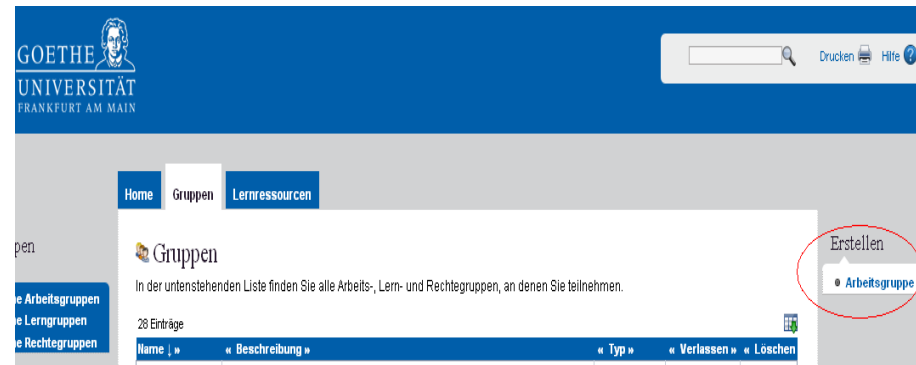 GOETHE
UNIVERSITÄT
FRANKFURT AM MAIN
Drucken Hilfe ?
Home Gruppen Lernressourcen
pen
Gruppen
Erstellen
In der untenstehenden Liste finden Sie alle Arbeits-, Lern- und Rechtegruppen, an denen Sie teilnehmen.
Arbeitsgruppe
e Arbeitsgruppen
e Lerngruppen
e Rechtegruppen
28 Einträge
Name ↓ » « Beschreibung » « Typ » « Verlassen » « Löschen